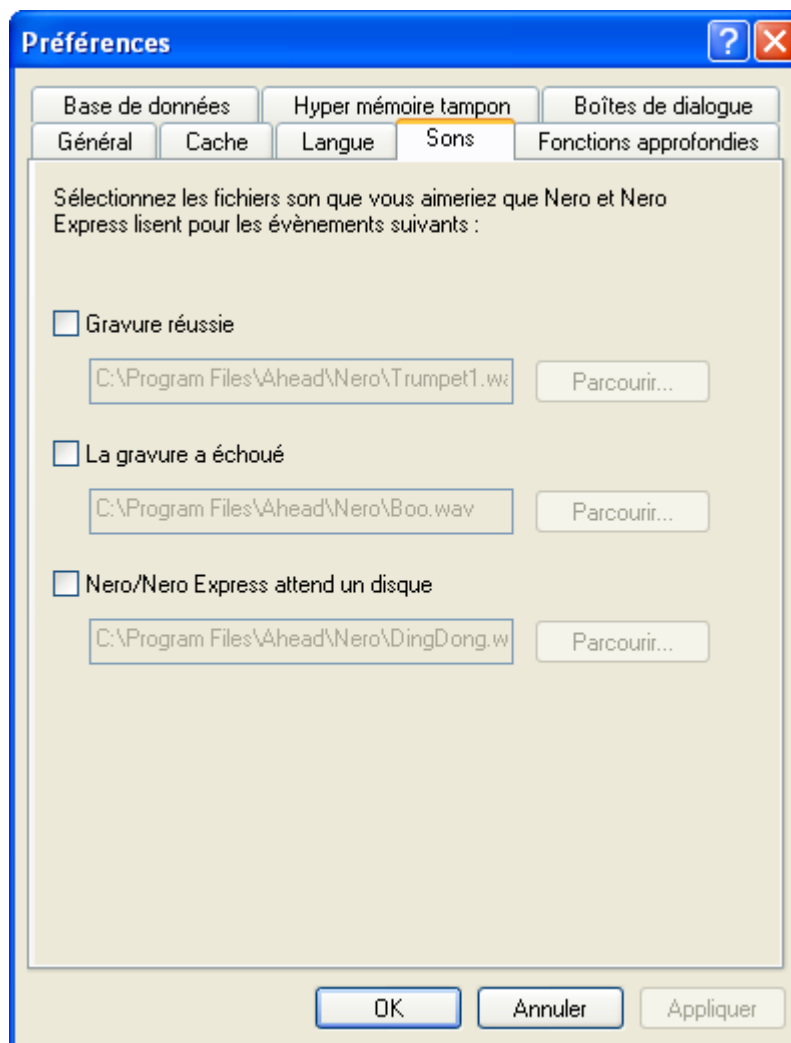 Préférences
Base de données Hyper mémoire tampon Boîtes de dialogue
Général Cache Langue Sons Fonctions approfondies
Sélectionnez les fichiers son que vous aimeriez que Nero et Nero
Express lisent pour les évènements suivants :
Gravure réussie
C:\Program Files\Ahead\Nero\Trumpet1.wa Parcourir...
La gravure a échoué
C:\Program Files\Ahead\Nero\Boo.wav Parcourir...
Nero/Nero Express attend un disque
C:\Program Files\Ahead\Nero\DingDong.w Parcourir...
OK Annuler Appliquer